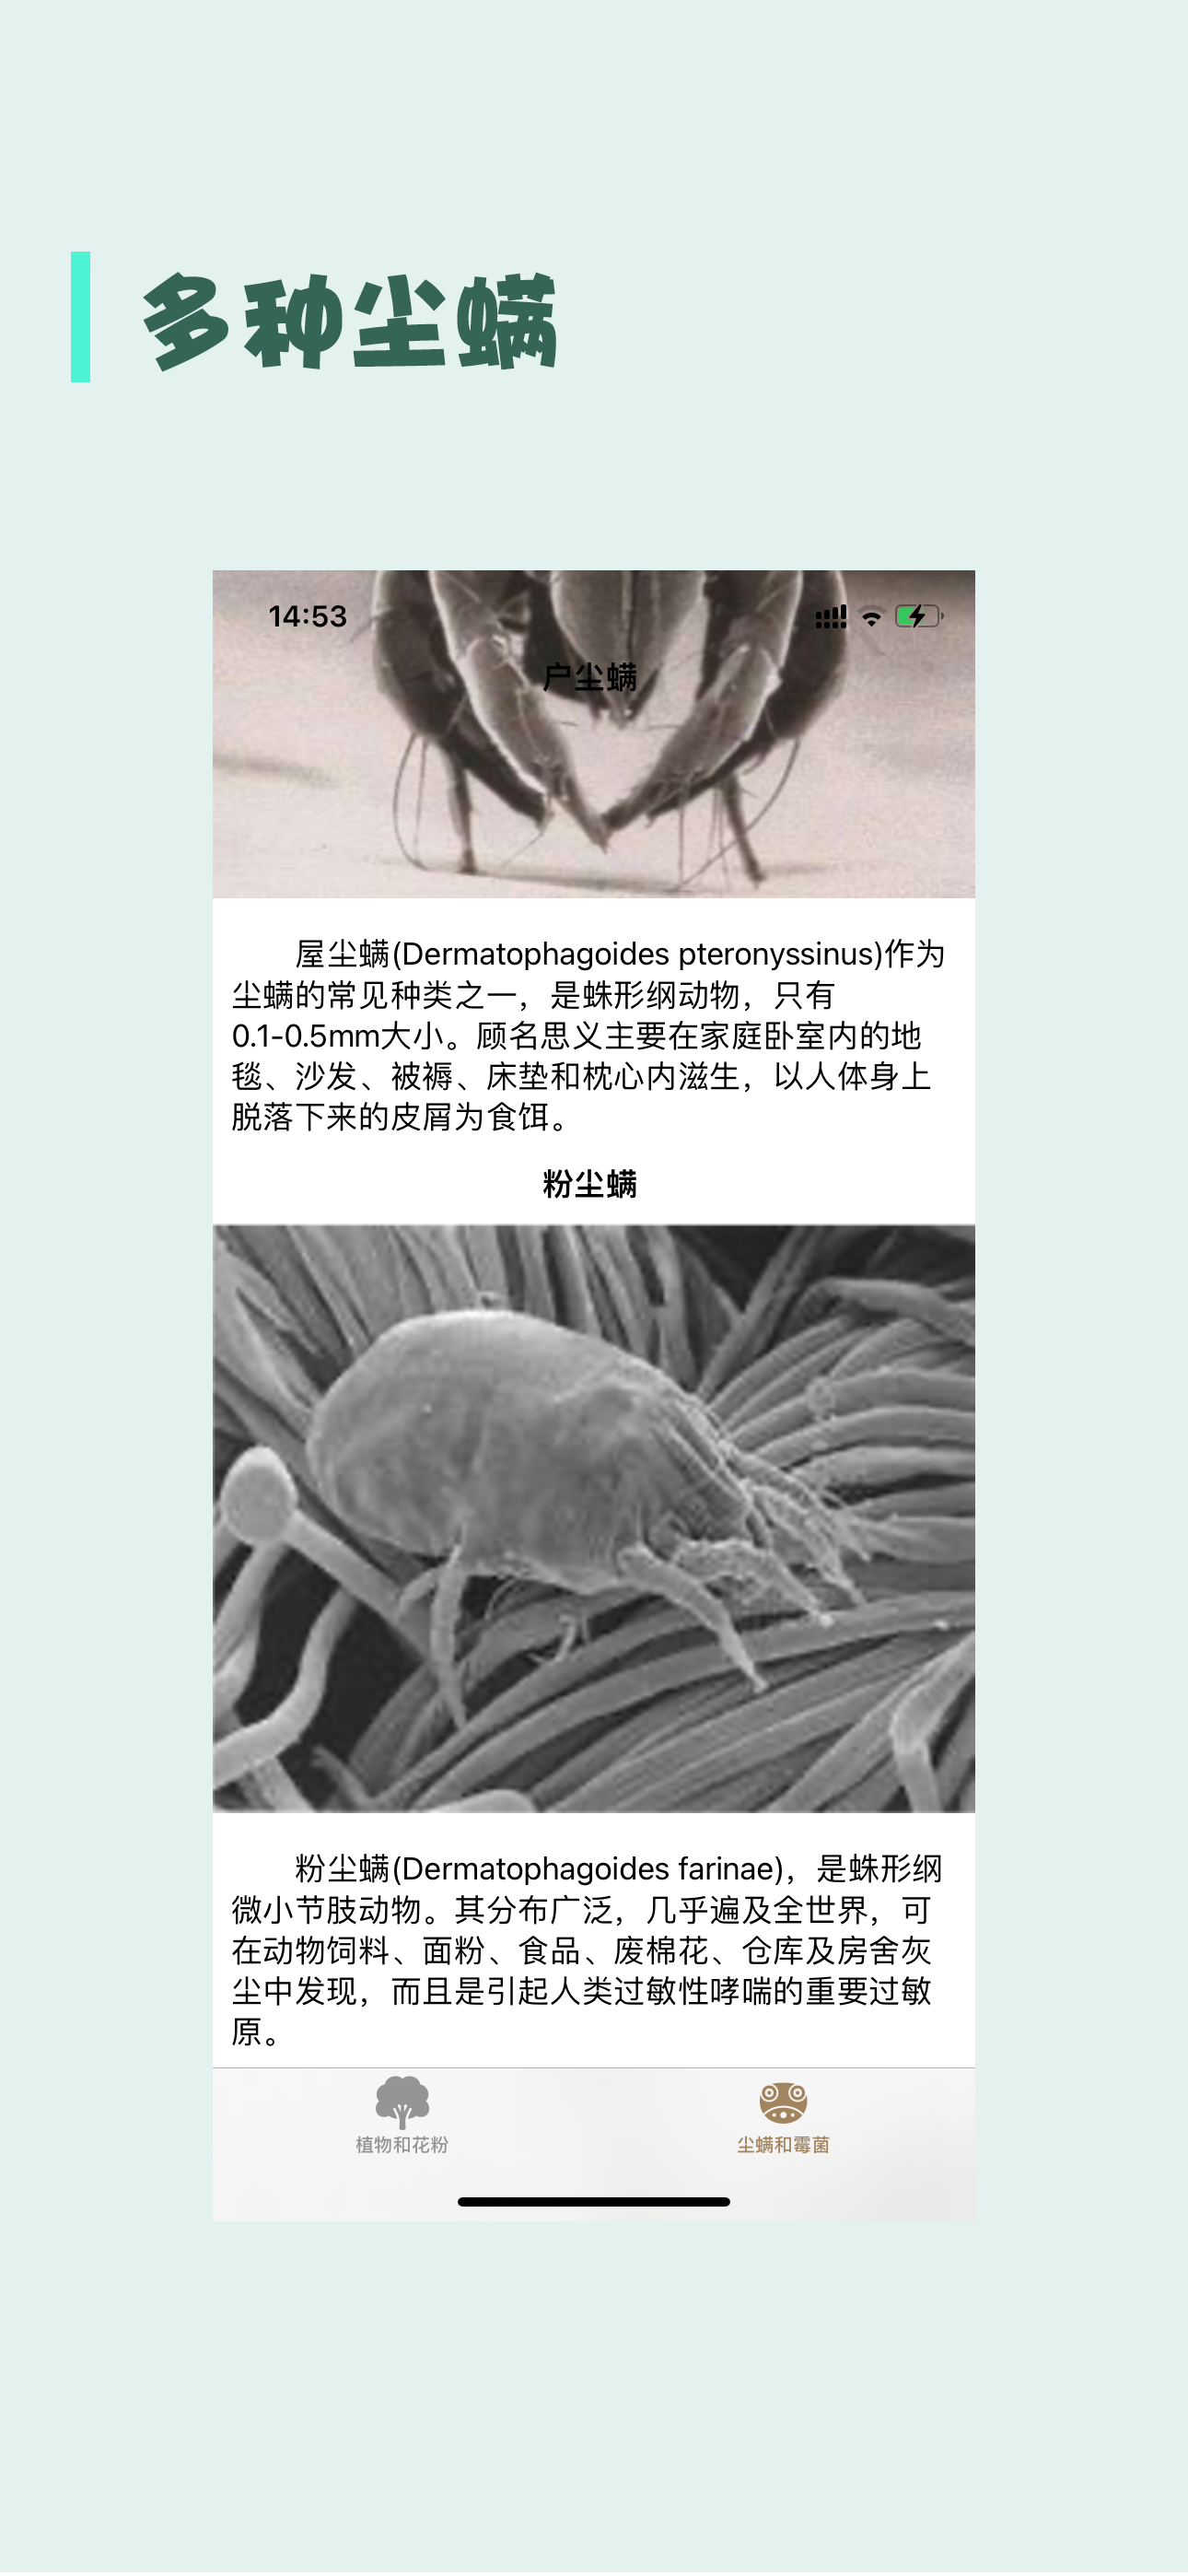 多种尘螨
14:53
户尘螨
屋尘螨(Dermatophagoides pteronyssinus)作为
尘螨的常见种类之一，是蛛形纲动物，只有
0.1-0.5mm大小。顾名思义主要在家庭卧室内的地
毯、沙发、被褥、床垫和枕心内滋生，以人体身上
脱落下来的皮屑为食饵。
粉尘螨
粉尘螨(Dermatophagoides farinae)，是蛛形纲
微小节肢动物。其分布广泛，几乎遍及全世界，可
在动物饲料、面粉、食品、废棉花、仓库及房舍灰
尘中发现，而且是引起人类过敏性哮喘的重要过敏
原。
植物和花粉
尘螨和霉菌